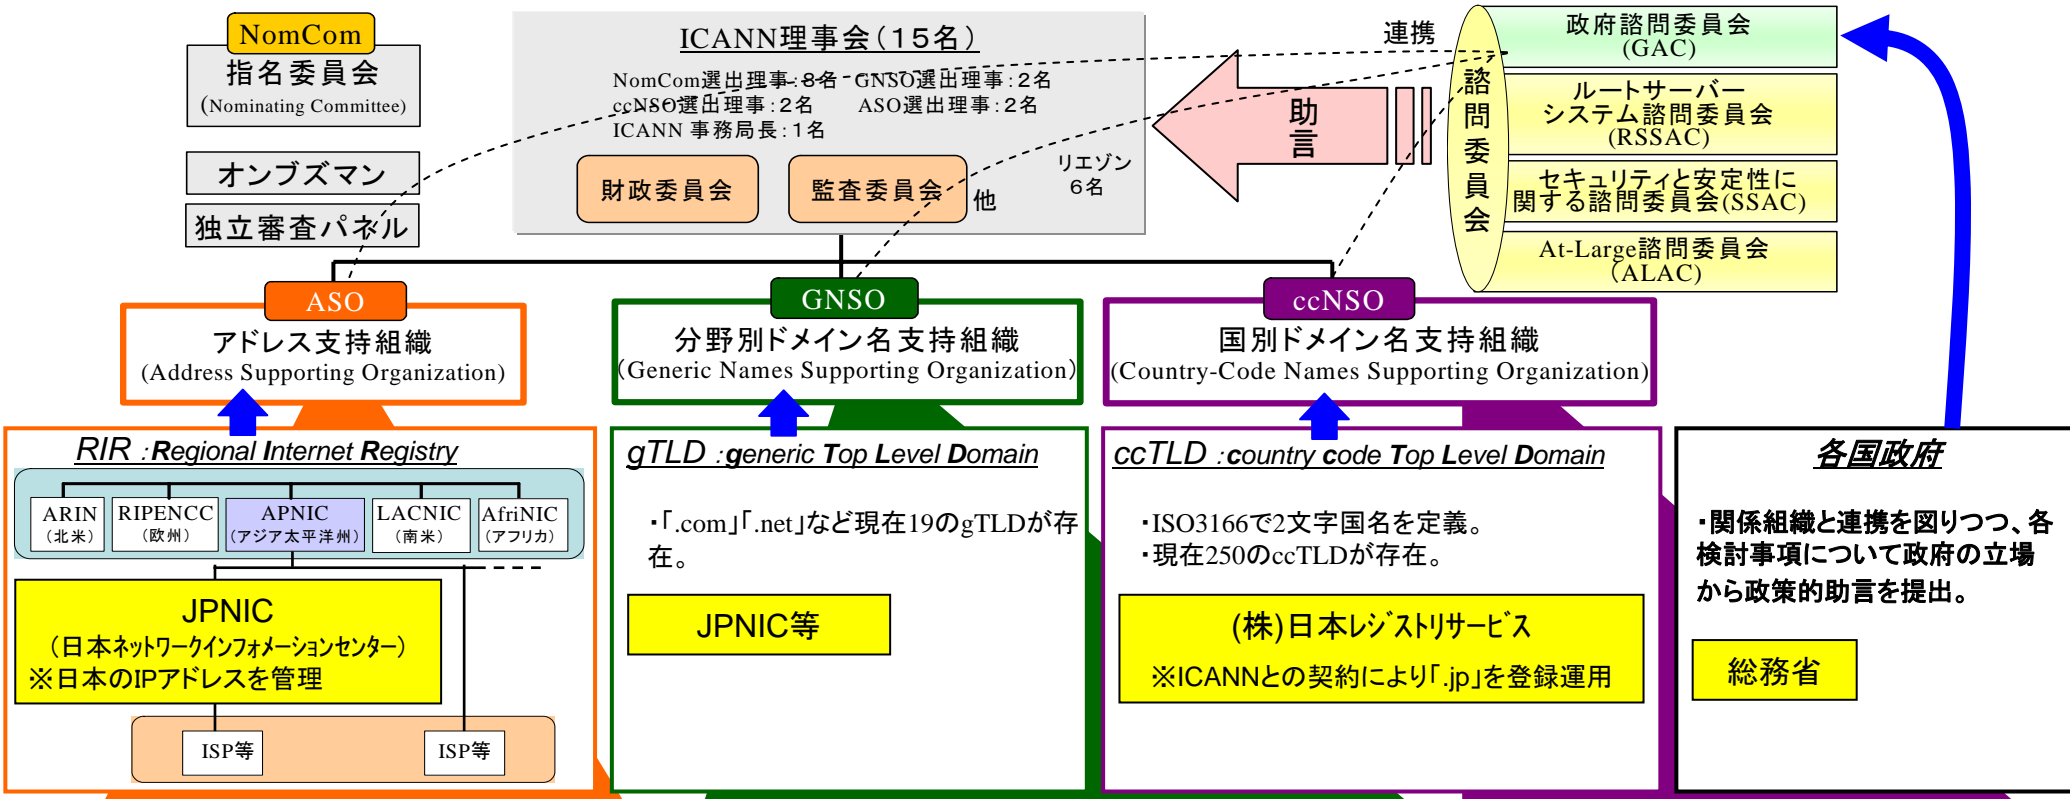 NomCom
指名委員会
(Nominating Committee)
オンブズマン
独立審査パネル
ICANN理事会(15名)
NomCom選出理事:8名 GNSO選出理事:2名
ccNSO選出理事:2名 ASO選出理事:2名
ICANN 事務局長:1名
財政委員会
監査委員会
他
リエゾン
6名
連携
助言
諮問委員会
政府諮問委員会
(GAC)
ルートサーバー
システム諮問委員会
(RSSAC)
セキュリティと安定性に
関する諮問委員会(SSAC)
At-Large諮問委員会
(ALAC)
ASO
アドレス支持組織
(Address Supporting Organization)
GNSO
分野別ドメイン名支持組織
(Generic Names Supporting Organization)
ccNSO
国別ドメイン名支持組織
(Country-Code Names Supporting Organization)
RIR :Regional Internet Registry
ARIN
(北米)
RIPENCC
(欧州)
APNIC
(アジア太平洋州)
LACNIC
(南米)
AfriNIC
(アフリカ)
JPNIC
(日本ネットワークインフォメーションセンター)
※日本のIPアドレスを管理
ISP等
ISP等
gTLD :generic Top Level Domain
・「.com」「.net」など現在19のgTLDが存
在。
JPNIC等
ccTLD :country code Top Level Domain
・ISO3166で2文字国名を定義。
・現在250のccTLDが存在。
(株)日本レジストリサービス
※ICANNとの契約により「.jp」を登録運用
各国政府
・関係組織と連携を図りつつ、各
検討事項について政府の立場
から政策的助言を提出。
総務省